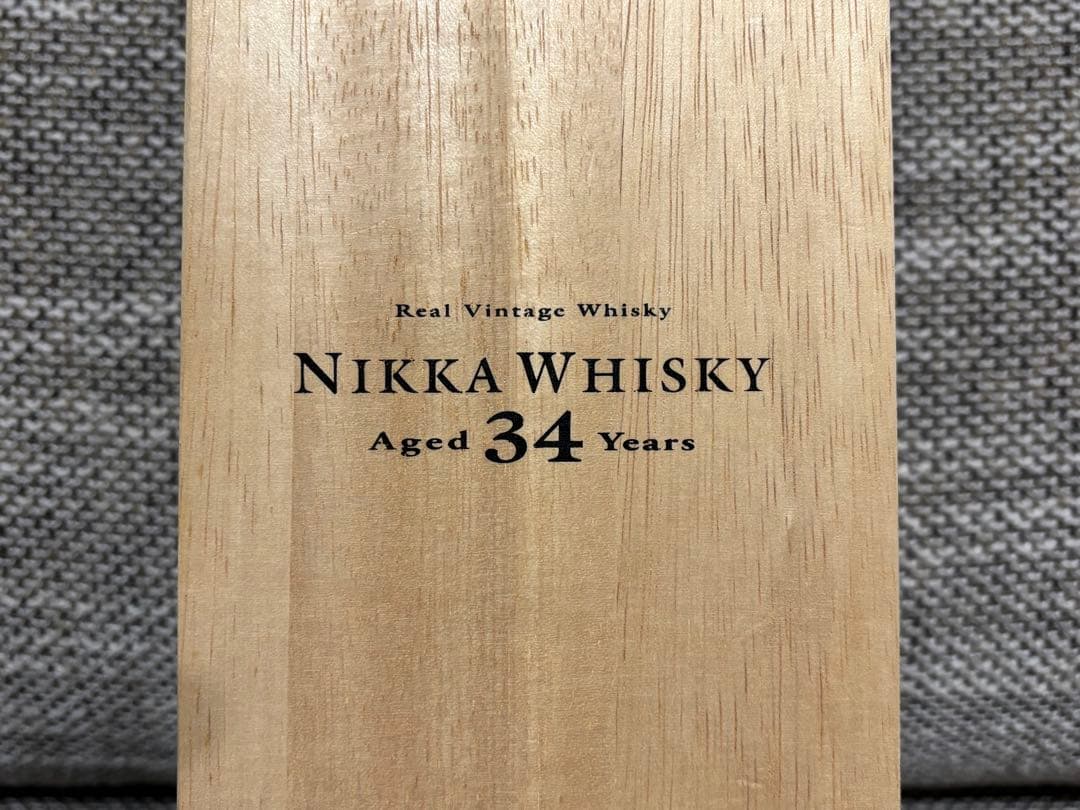 Real Vintage Whisky
NIKKA WHISKY
Aged 34 Years